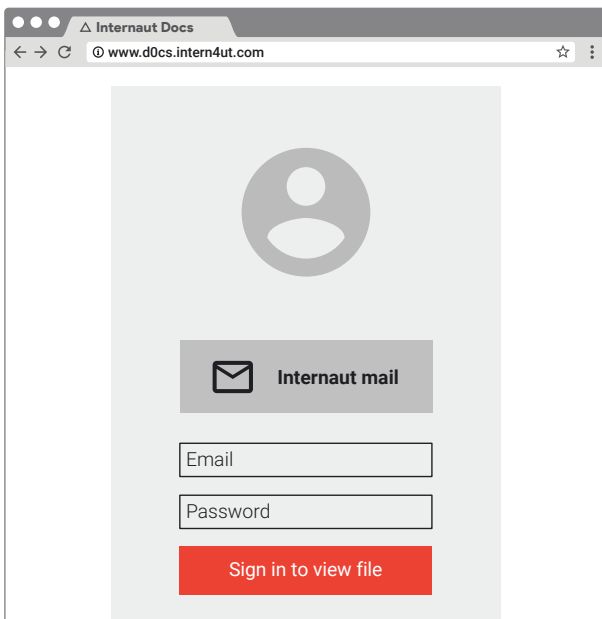 Internaut Docs
www.d0cs.intern4ut.com
Internaut mail
Email
Password
Sign in to view file